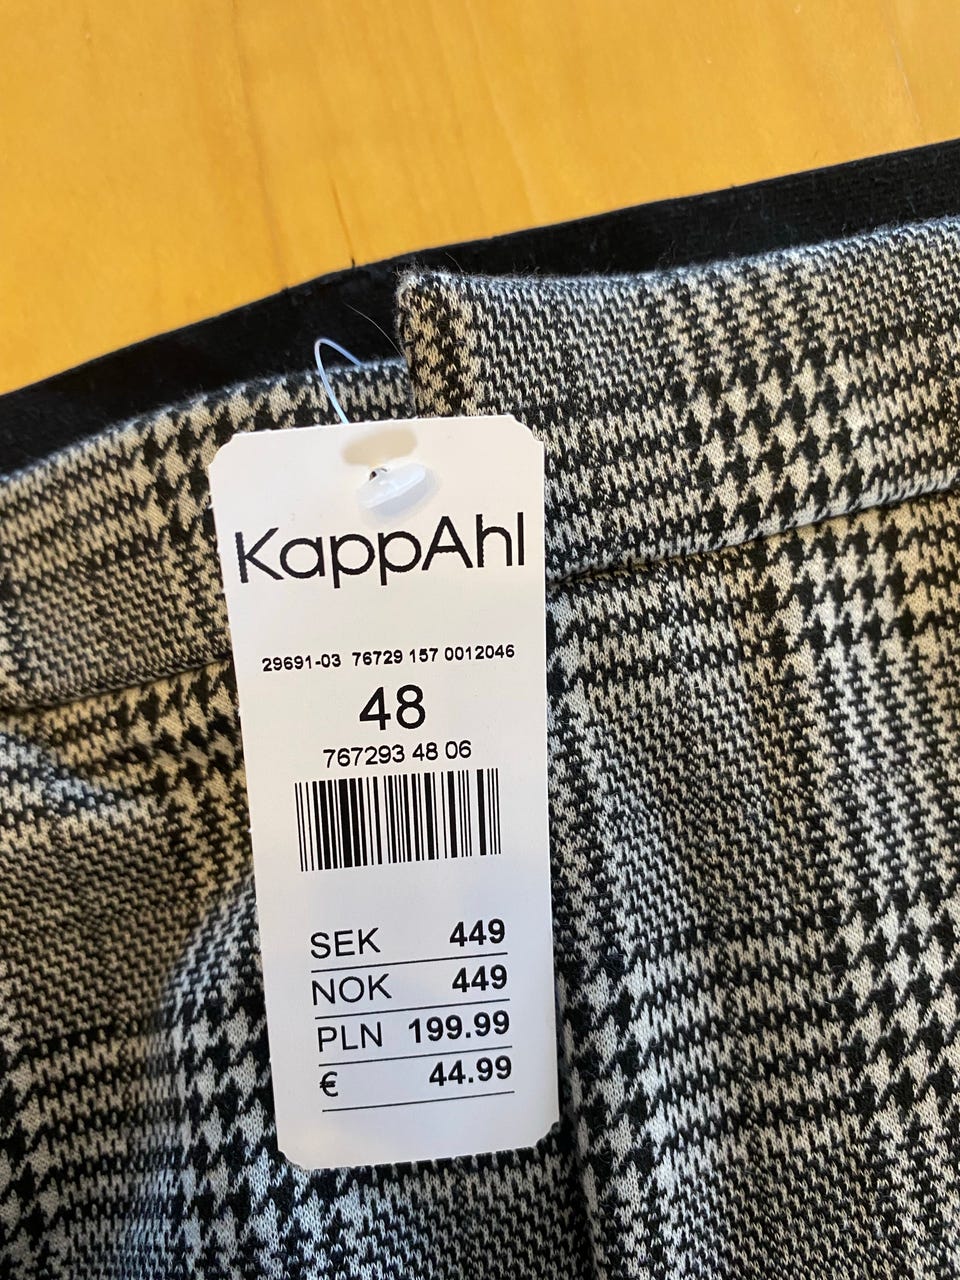 KappAhl
29691-03 76729 157 0012046
48
767293 48 06
SEK 449
NOK 449
PLN 199.99
€ 44.99